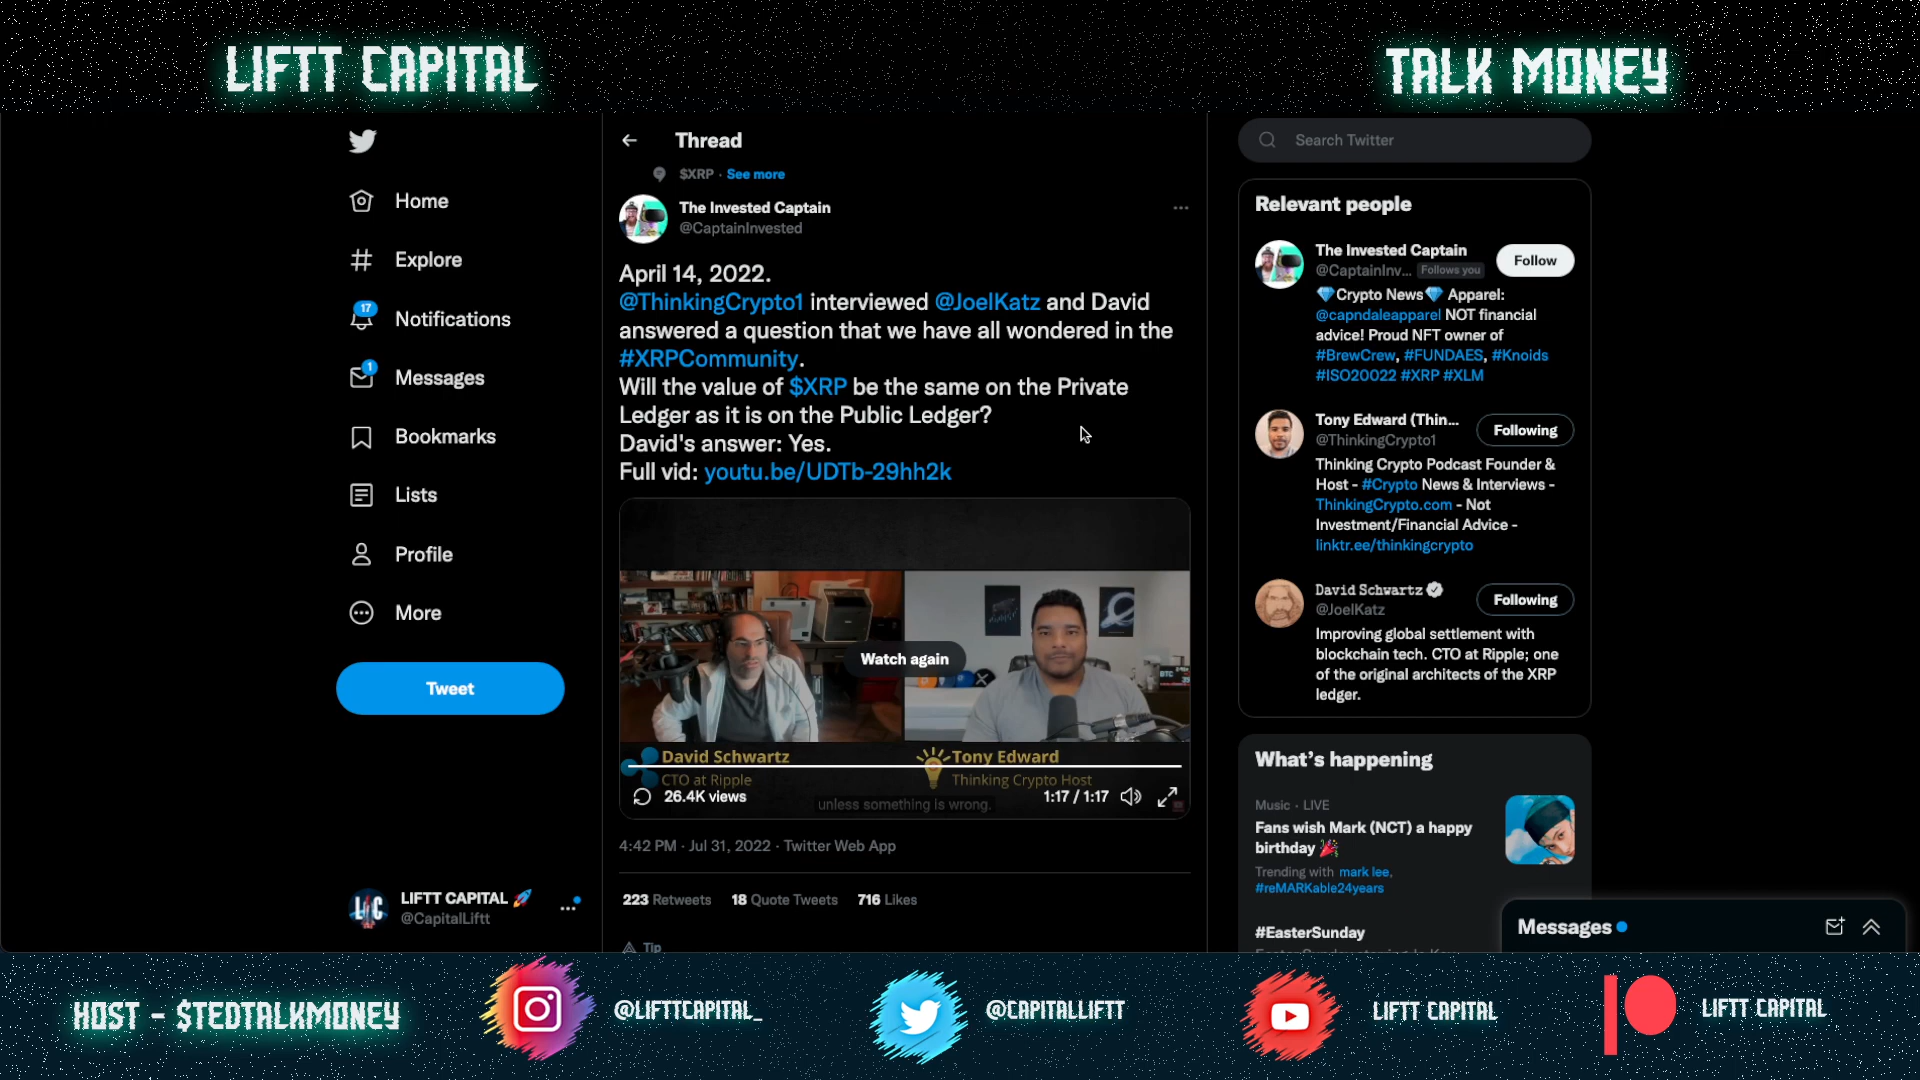 LIFTT CAPITAL
TALK MONEY
Home
Explore
17
Notifications
1
Messages
Bookmarks
Lists
Profile
More
Tweet
LIFTT CAPITAL 🚀
@CapitalLiftt
Thread
$XRP · See more
The Invested Captain
@CaptainInvested
April 14, 2022.
@ThinkingCrypto1 interviewed @JoelKatz and David
answered a question that we have all wondered in the
#XRPCommunity.
Will the value of $XRP be the same on the Private
Ledger as it is on the Public Ledger?
David's answer: Yes.
Full vid: youtu.be/UDTb-29hh2k
Watch again
David Schwartz
CTO at Ripple
Tony Edward
Thinking Crypto Host
26.4K views
unless something is wrong.
1:17 / 1:17
4:42 PM · Jul 31, 2022 · Twitter Web App
223 Retweets 18 Quote Tweets 716 Likes
Tip
Search Twitter
Relevant people
The Invested Captain
@CaptainInv... Follows you
Follow
💎Crypto News💎 Apparel:
@capndaleapparel NOT financial
advice! Proud NFT owner of
#BrewCrew, #FUNDAES, #Knoids
#ISO20022 #XRP #XLM
Tony Edward (Thin...
@ThinkingCrypto1
Following
Thinking Crypto Podcast Founder &
Host - #Crypto News & Interviews -
ThinkingCrypto.com - Not
Investment/Financial Advice -
linktr.ee/thinkingcrypto
David Schwartz
@JoelKatz
Following
Improving global settlement with
blockchain tech. CTO at Ripple; one
of the original architects of the XRP
ledger.
What's happening
Music · LIVE
Fans wish Mark (NCT) a happy
birthday 🎉
Trending with mark lee,
#reMARKable24years
#EasterSunday
Messages
HOST - $TEDTALKMONEY
@LIFTTCAPITAL_
@CAPITALLIFTT
LIFTT CAPITAL
LIFTT CAPITAL